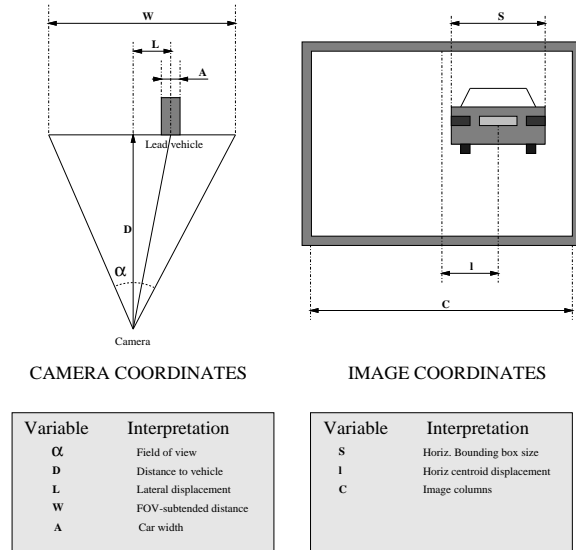 W
L
A
Lead vehicle
D
α
Camera
CAMERA COORDINATES
S
l
C
IMAGE COORDINATES
Variable Interpretation
α Field of view
D Distance to vehicle
L Lateral displacement
W FOV-subtended distance
A Car width
Variable Interpretation
S Horiz. Bounding box size
l Horiz centroid displacement
C Image columns